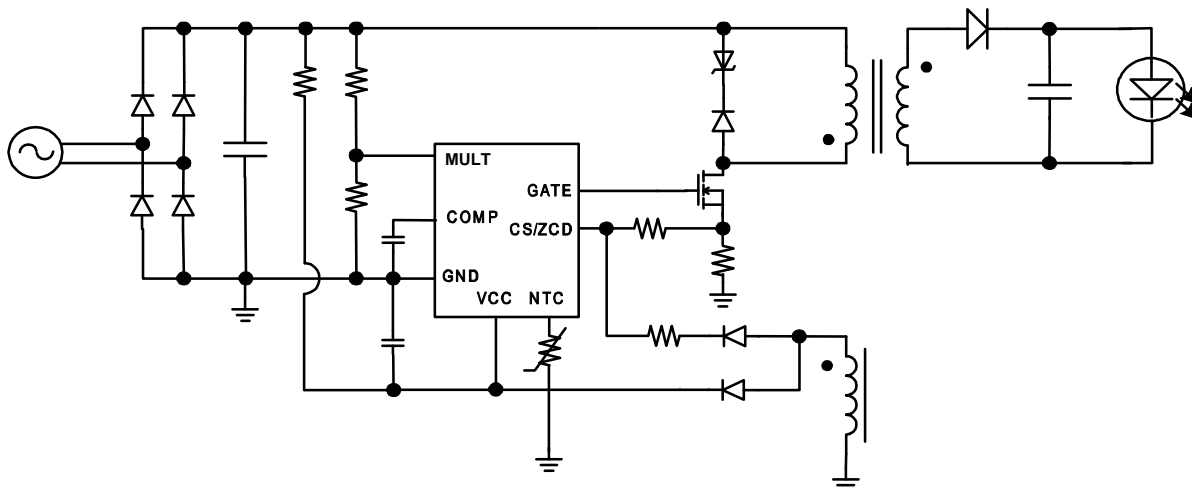 MULT
GATE
COMP
CS/ZCD
GND
VCC NTC